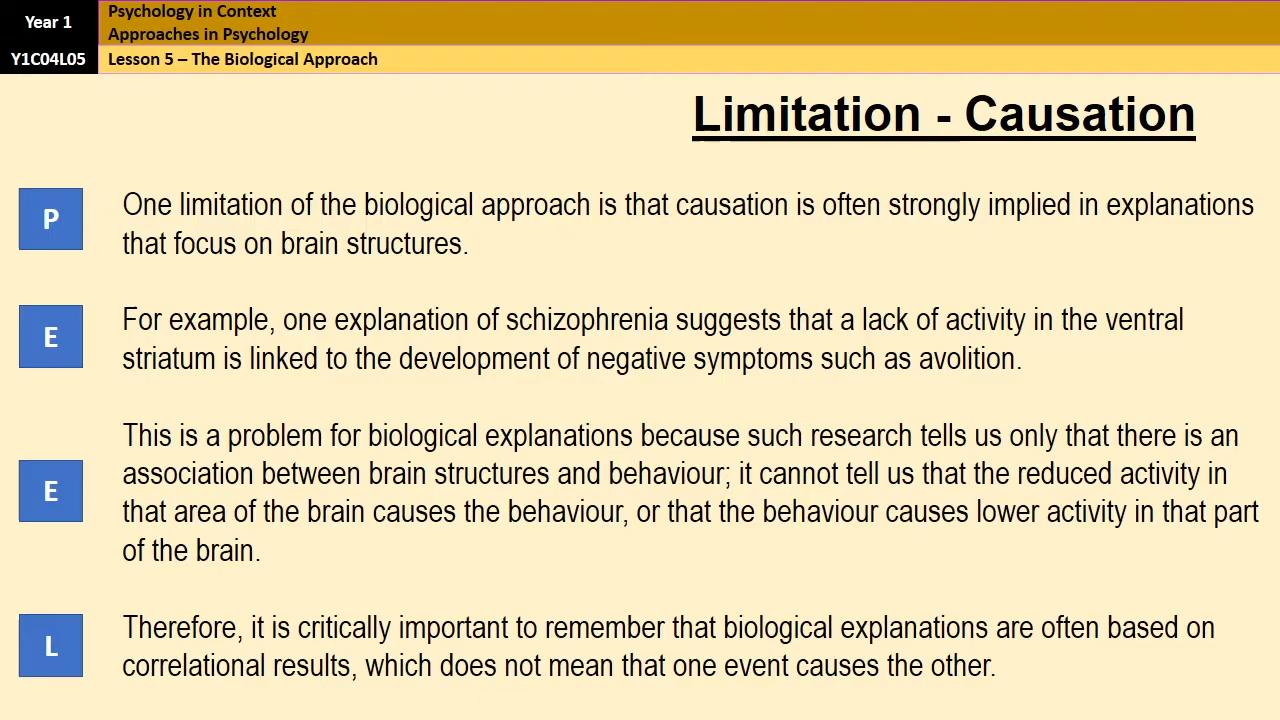 Year 1
Psychology in Context
Approaches in Psychology
Y1C04L05
Lesson 5 – The Biological Approach
Limitation - Causation
P
One limitation of the biological approach is that causation is often strongly implied in explanations
that focus on brain structures.
E
For example, one explanation of schizophrenia suggests that a lack of activity in the ventral
striatum is linked to the development of negative symptoms such as avolition.
E
This is a problem for biological explanations because such research tells us only that there is an
association between brain structures and behaviour; it cannot tell us that the reduced activity in
that area of the brain causes the behaviour, or that the behaviour causes lower activity in that part
of the brain.
L
Therefore, it is critically important to remember that biological explanations are often based on
correlational results, which does not mean that one event causes the other.